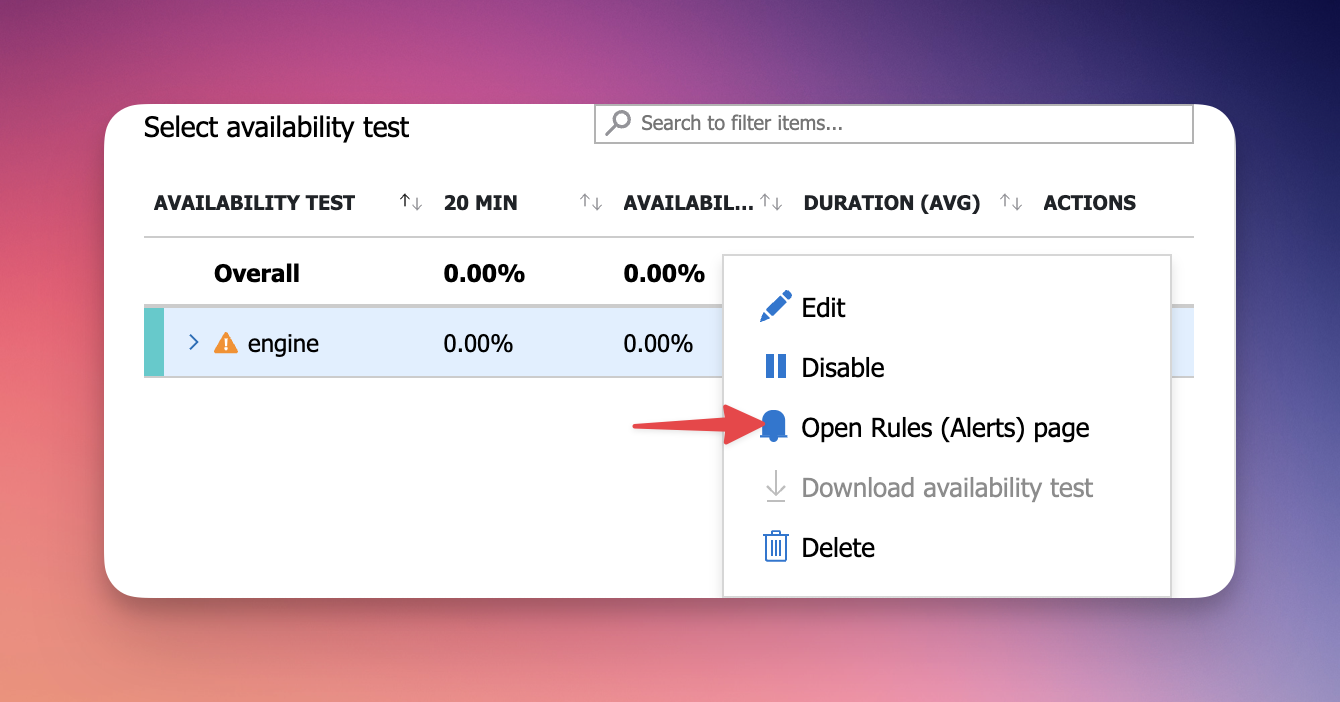 Select availability test
Search to filter items...
AVAILABILITY TEST 20 MIN AVAILABIL... DURATION (AVG) ACTIONS
Overall 0.00% 0.00%
engine 0.00% 0.00%
Edit
Disable
Open Rules (Alerts) page
Download availability test
Delete